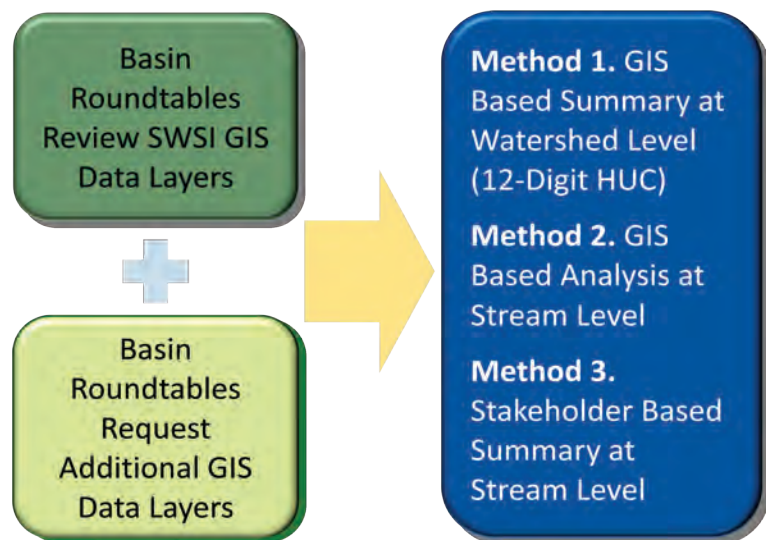 Basin
Roundtables
Review SWSI GIS
Data Layers
Basin
Roundtables
Request
Additional GIS
Data Layers
Method 1. GIS
Based Summary at
Watershed Level
(12-Digit HUC)
Method 2. GIS
Based Analysis at
Stream Level
Method 3.
Stakeholder Based
Summary at
Stream Level